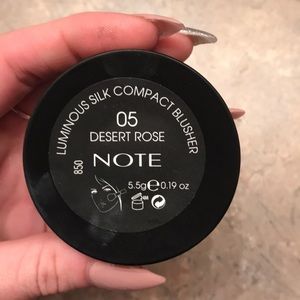 LUMINOUS SILK COMPACT BLUSHER
05
DESERT ROSE
NOTE
850
5.5g℮0.19 oz